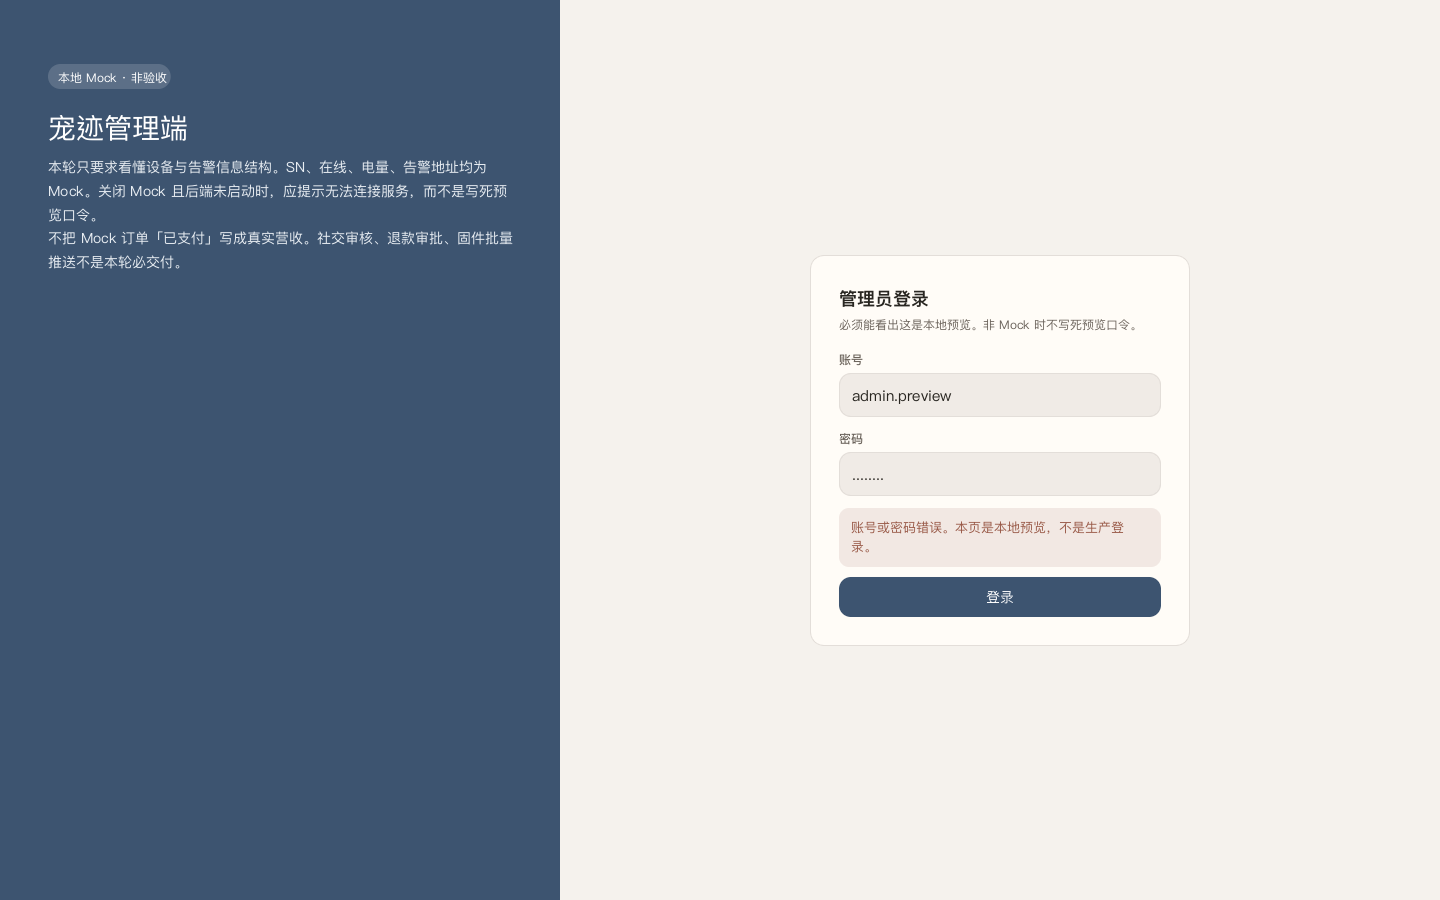 本地 Mock · 非验收
宠迹管理端
本轮只要求看懂设备与告警信息结构。SN、在线、电量、告警地址均为
Mock。关闭 Mock 且后端未启动时，应提示无法连接服务，而不是写死预
览口令。
不把 Mock 订单「已支付」写成真实营收。社交审核、退款审批、固件批量
推送不是本轮必交付。
管理员登录
必须能看出这是本地预览。非 Mock 时不写死预览口令。
账号
admin.preview
密码
........
账号或密码错误。本页是本地预览，不是生产登
录。
登录